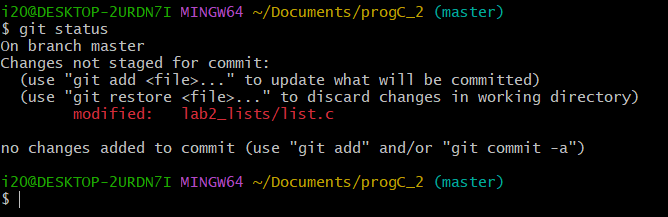 i20@DESKTOP-2URDN7I MINGW64 ~/Documents/progC_2 (master)
$ git status
On branch master
Changes not staged for commit:
  (use "git add <file>..." to update what will be committed)
  (use "git restore <file>..." to discard changes in working directory)
        modified:   lab2_lists/list.c

no changes added to commit (use "git add" and/or "git commit -a")

i20@DESKTOP-2URDN7I MINGW64 ~/Documents/progC_2 (master)
$